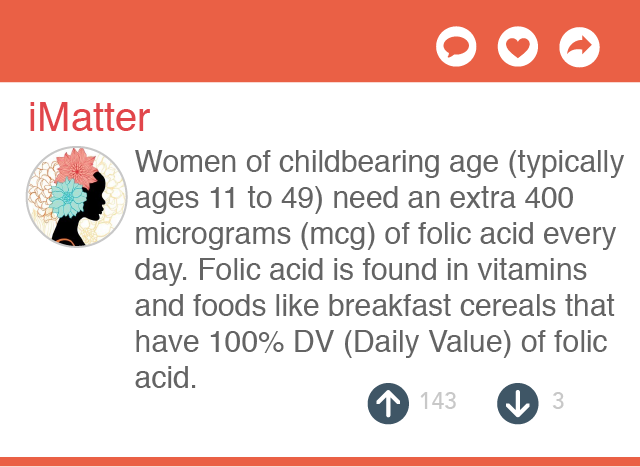 iMatter
Women of childbearing age (typically
ages 11 to 49) need an extra 400
micrograms (mcg) of folic acid every
day. Folic acid is found in vitamins
and foods like breakfast cereals that
have 100% DV (Daily Value) of folic
acid.
143 3